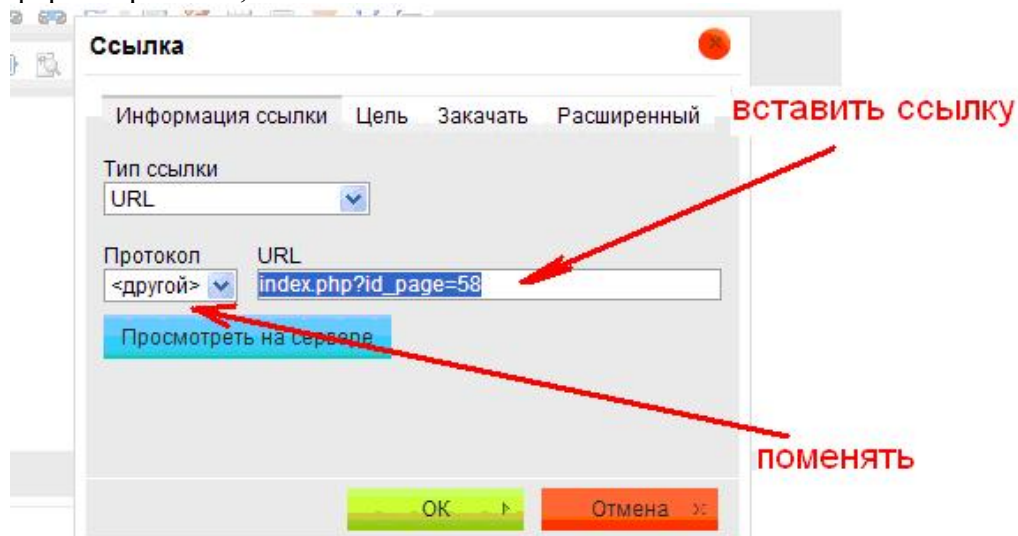 Ссылка
Информация ссылки Цель Закачать Расширенный
вставить ссылку
Тип ссылки
URL
Протокол URL
<другой> index.php?id_page=58
Просмотреть на сервере
поменять
ОК Отмена